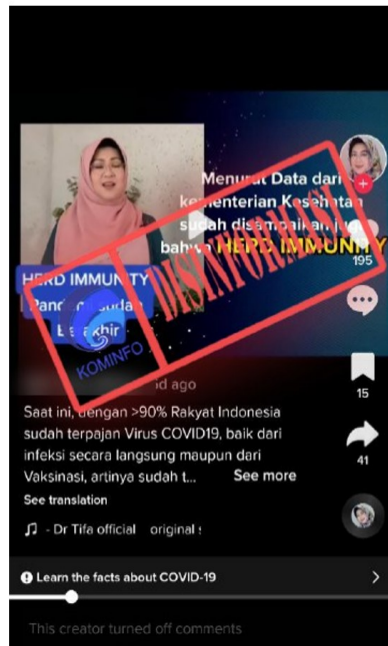 Menurut Data dari
kementerian Kesehatan
sudah disampaikan juga
bahwa HERD IMMUNITY
HERD IMMUNITY
Pandemi sudah
Berakhir
DISINFORMASI
KOMINFO
195
15
41
d ago
Saat ini, dengan >90% Rakyat Indonesia
sudah terpajan Virus COVID19, baik dari
infeksi secara langsung maupun dari
Vaksinasi, artinya sudah t... See more
See translation
- Dr Tifa official original
Learn the facts about COVID-19
This creator turned off comments